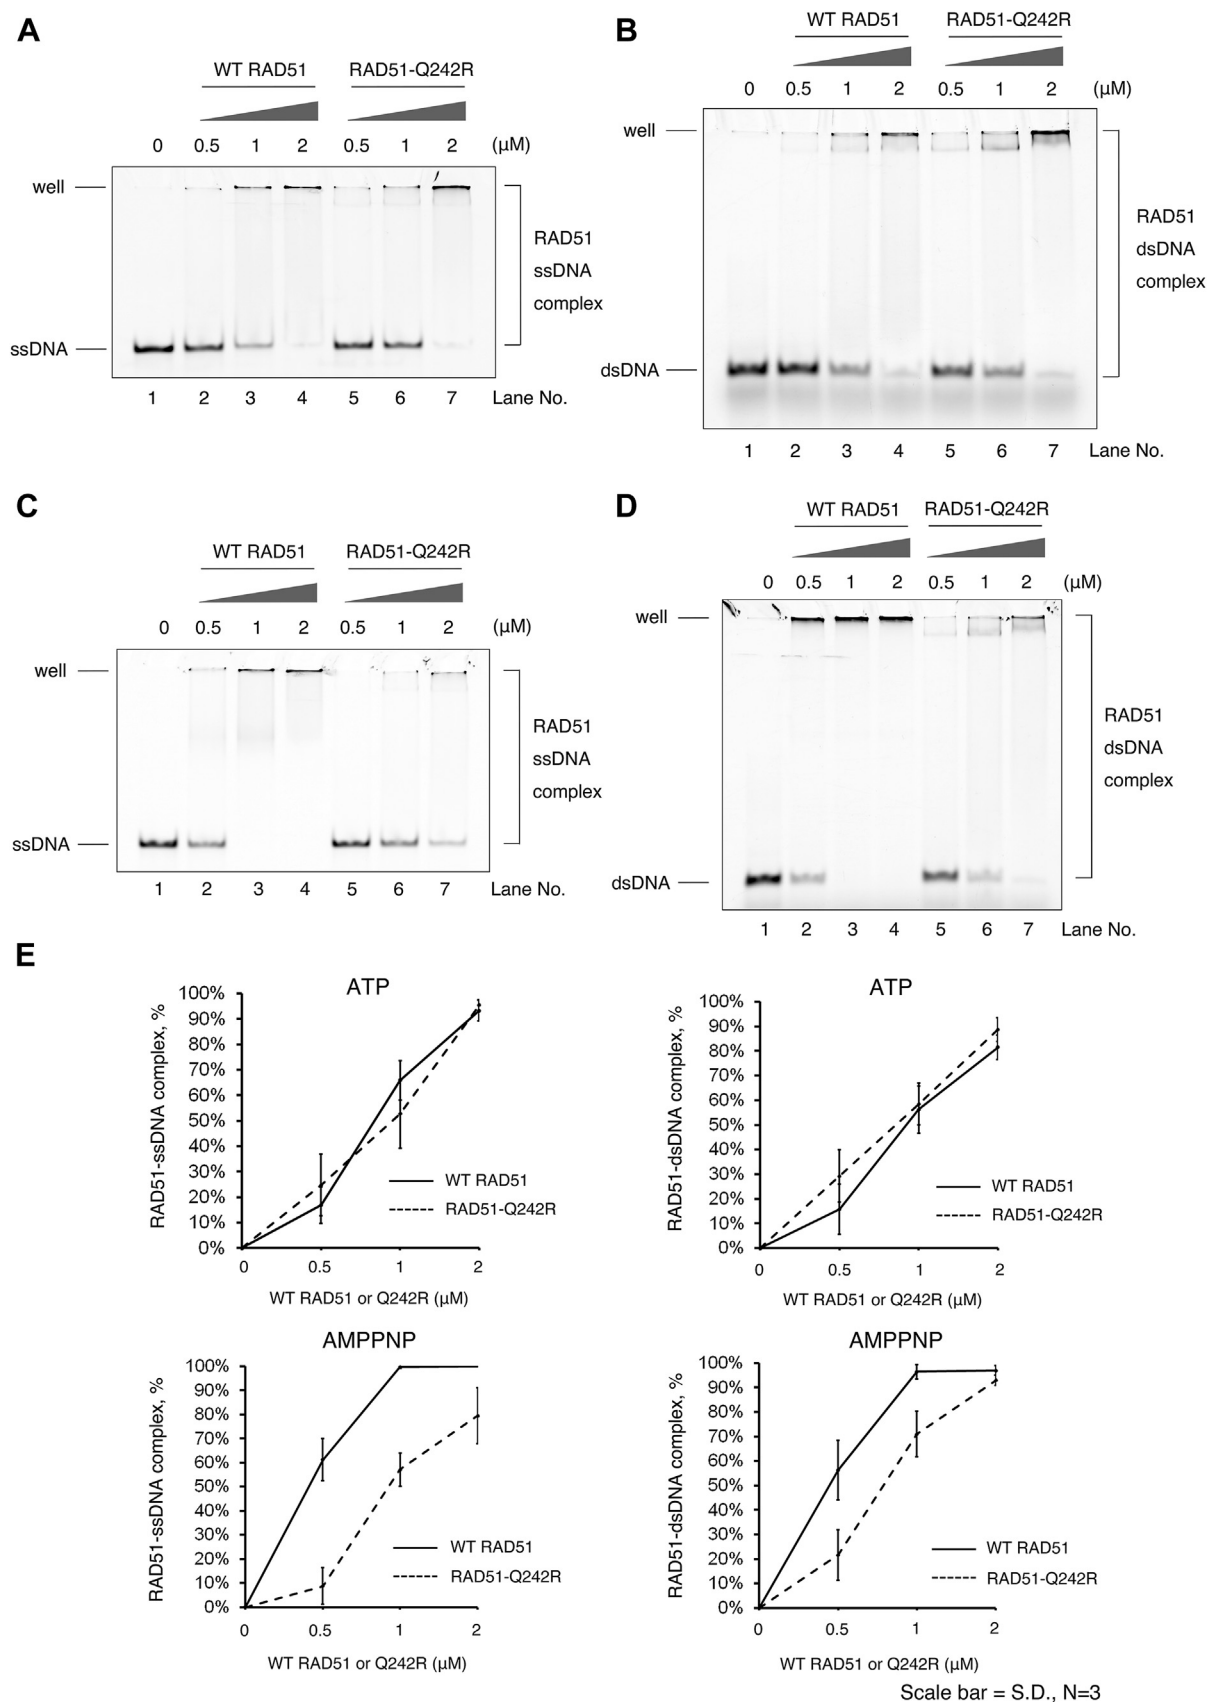 A
WT RAD51 RAD51-Q242R
0 0.5 1 2 0.5 1 2 (μM)
well
RAD51
ssDNA
complex
ssDNA
1 2 3 4 5 6 7 Lane No.
B
WT RAD51 RAD51-Q242R
0 0.5 1 2 0.5 1 2 (μM)
well
RAD51
dsDNA
complex
dsDNA
1 2 3 4 5 6 7 Lane No.
C
WT RAD51 RAD51-Q242R
0 0.5 1 2 0.5 1 2 (μM)
well
RAD51
ssDNA
complex
ssDNA
1 2 3 4 5 6 7 Lane No.
D
WT RAD51 RAD51-Q242R
0 0.5 1 2 0.5 1 2 (μM)
well
RAD51
dsDNA
complex
dsDNA
1 2 3 4 5 6 7 Lane No.
E
ATP
RAD51-ssDNA complex, %
100%
90%
80%
70%
60%
50%
40%
30%
20%
10%
0%
WT RAD51
RAD51-Q242R
0 0.5 1 2
WT RAD51 or Q242R (μM)
ATP
RAD51-dsDNA complex, %
100%
90%
80%
70%
60%
50%
40%
30%
20%
10%
0%
WT RAD51
RAD51-Q242R
0 0.5 1 2
WT RAD51 or Q242R (μM)
AMPPNP
RAD51-ssDNA complex, %
100%
90%
80%
70%
60%
50%
40%
30%
20%
10%
0%
WT RAD51
RAD51-Q242R
0 0.5 1 2
WT RAD51 or Q242R (μM)
AMPPNP
RAD51-dsDNA complex, %
100%
90%
80%
70%
60%
50%
40%
30%
20%
10%
0%
WT RAD51
RAD51-Q242R
0 0.5 1 2
WT RAD51 or Q242R (μM)
Scale bar = S.D., N=3